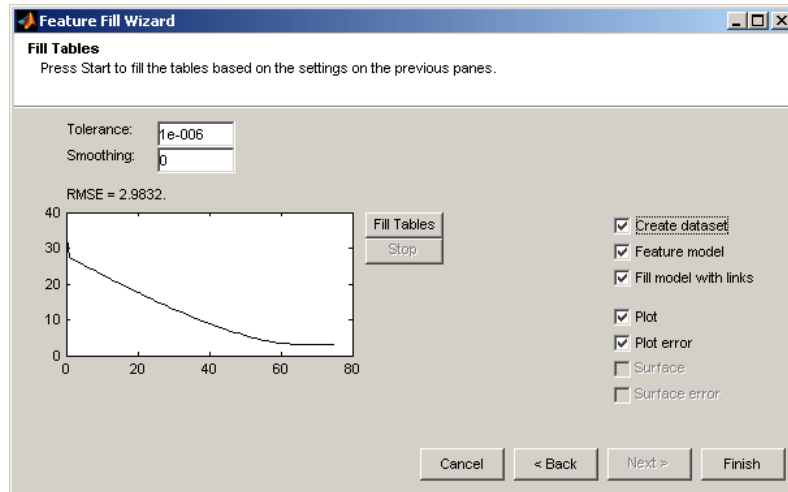 Feature Fill Wizard
Fill Tables
Press Start to fill the tables based on the settings on the previous panes.
Tolerance: 1e-006
Smoothing: 0
RMSE = 2.9832.
40
30
20
10
0
0 20 40 60 80
Fill Tables
Stop
Create dataset
Feature model
Fill model with links
Plot
Plot error
Surface
Surface error
Cancel < Back Next > Finish